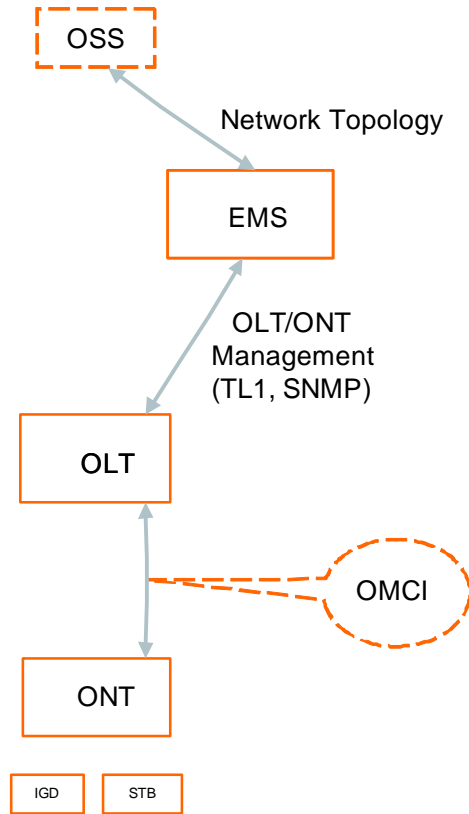 OSS
Network Topology
EMS
OLT/ONT
Management
(TL1, SNMP)
OLT
OMCI
ONT
IGD
STB